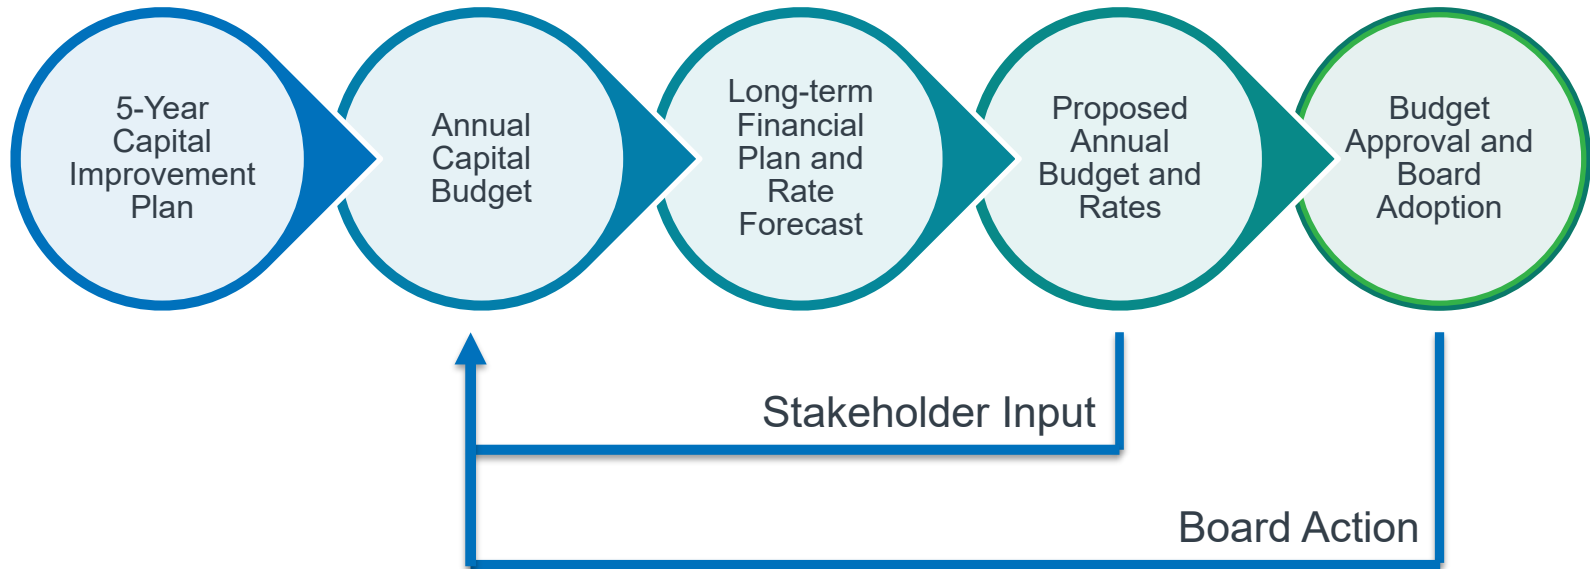 5-Year
Capital
Improvement
Plan
Annual
Capital
Budget
Long-term
Financial
Plan and
Rate
Forecast
Proposed
Annual
Budget and
Rates
Budget
Approval and
Board
Adoption
Stakeholder Input
Board Action